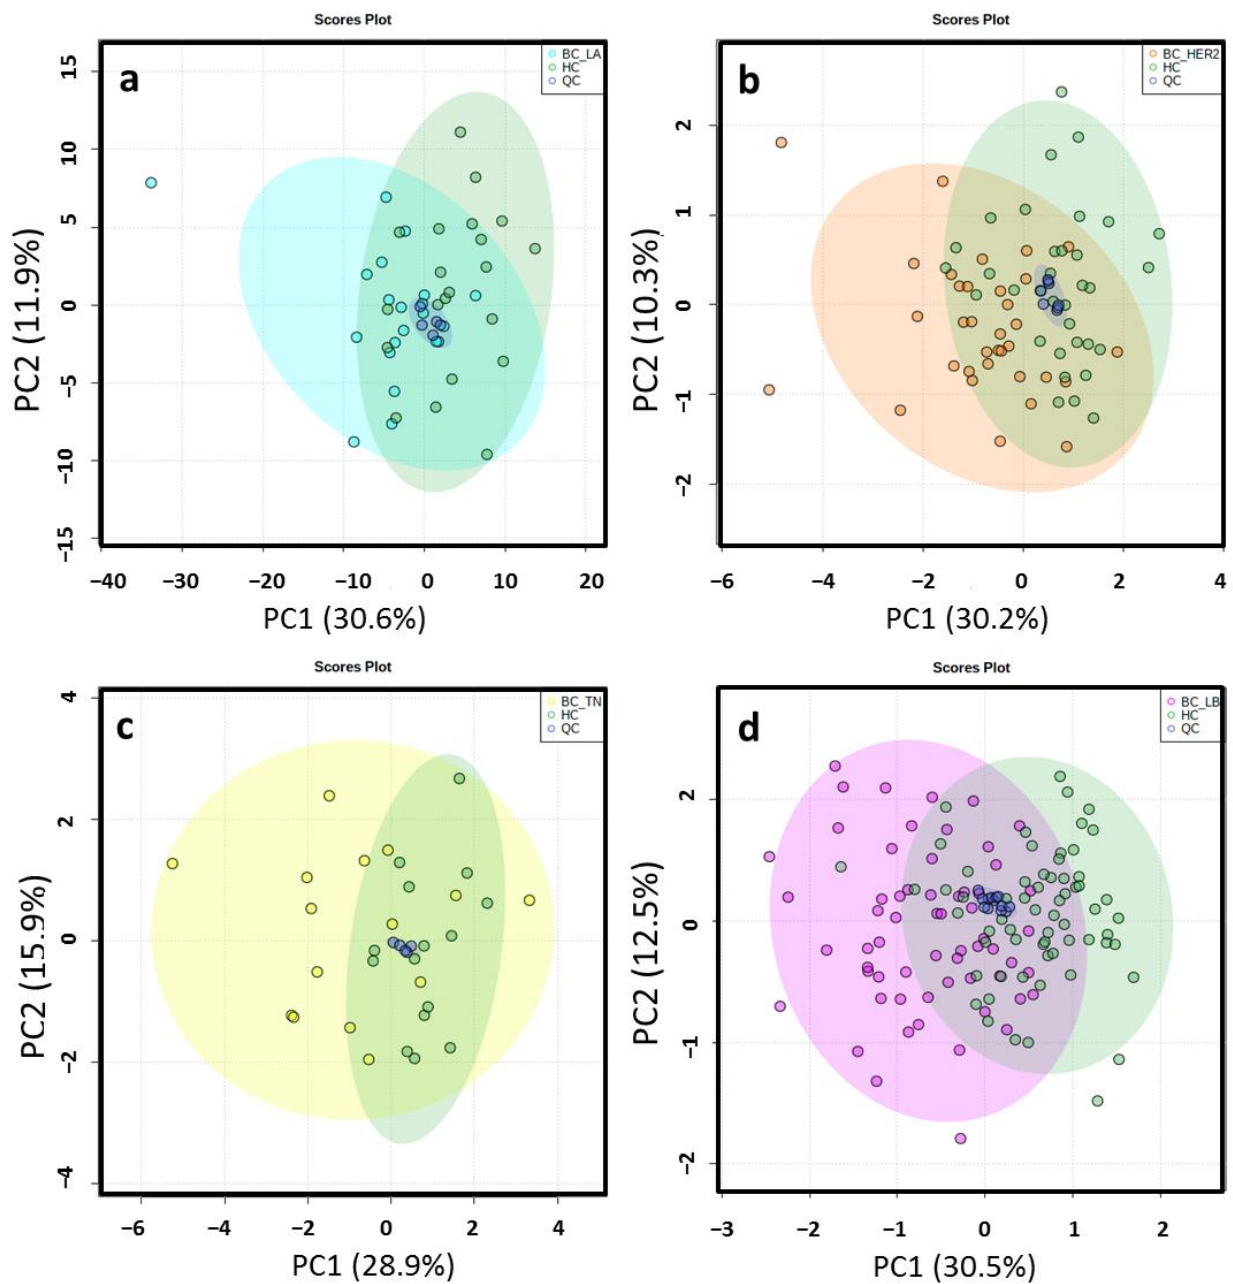 Scores Plot
a
BC_LA
HC
QC
15
10
5
0
−5
−10
−15
PC2 (11.9%)
−40 −30 −20 −10 0 10 20
PC1 (30.6%)
Scores Plot
b
BC_HER2
HC
QC
2
1
0
−1
−2
PC2 (10.3%)
−6 −4 −2 0 2 4
PC1 (30.2%)
Scores Plot
c
BC_TN
HC
QC
4
2
0
−2
−4
PC2 (15.9%)
−6 −4 −2 0 2 4
PC1 (28.9%)
Scores Plot
d
BC_LB
HC
QC
2
0
−1
−2
PC2 (12.5%)
−3 −2 −1 0 1 2
PC1 (30.5%)